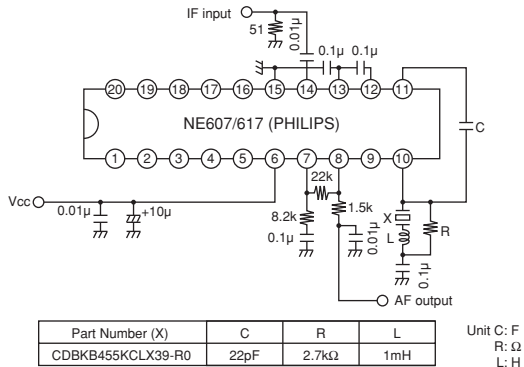 IF input
51
0.01μ
0.1μ
0.1μ
20 19 18 17 16 15 14 13 12 11
NE607/617 (PHILIPS)
C
1 2 3 4 5 6 7 8 9 10
22k
Vcc
0.01μ
+10μ
8.2k
1.5k
0.1μ
0.01μ
X
L
R
0.1μ
AF output
Part Number (X) C R L
CDBKB455KCLX39-R0 22pF 2.7kΩ 1mH
Unit C: F
R: Ω
L: H